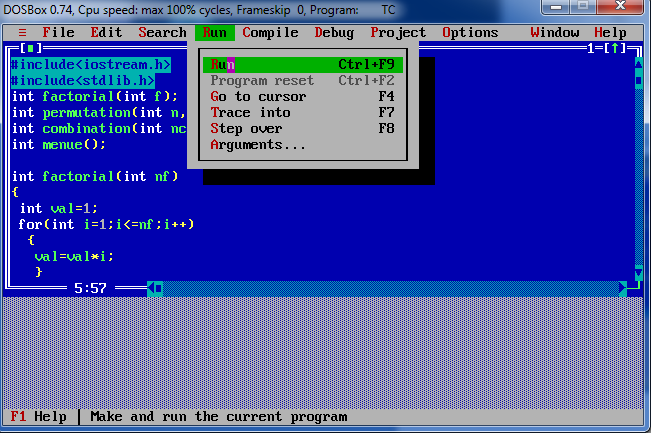 DOSBox 0.74, Cpu speed: max 100% cycles, Frameskip 0, Program: TC
≡ File Edit Search Run Compile Debug Project Options Window Help
[■] 1=[↑]
#include<iostream.h>
#include<stdlib.h>
int factorial(int f);
int permutation(int n,
int combination(int nc
int menue();
int factorial(int nf)
{
int val=1;
for(int i=1;i<=nf;i++)
{
val=val*i;
}
Run Ctrl+F9
Program reset Ctrl+F2
Go to cursor F4
Trace into F7
Step over F8
Arguments...
5:57
F1 Help | Make and run the current program